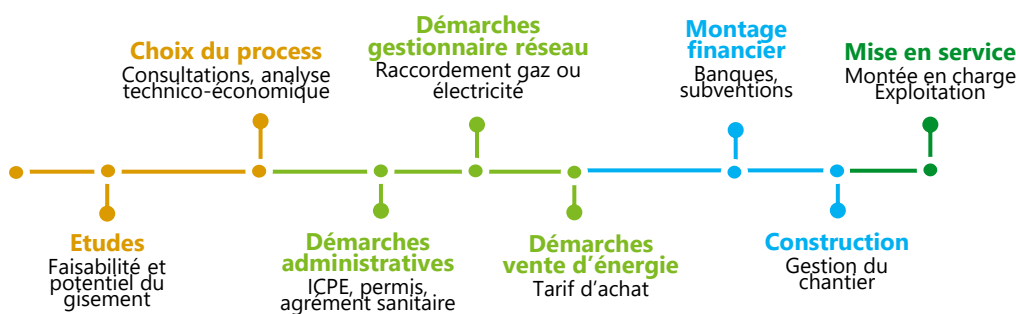 Choix du process
Consultations, analyse
technico-économique
Démarches
gestionnaire réseau
Raccordement gaz ou
électricité
Montage
financier
Banques,
subventions
Mise en service
Montée en charge
Exploitation
Etudes
Faisabilité et
potentiel du
gisement
Démarches
administratives
ICPE, permis,
agrément sanitaire
Démarches
vente d'énergie
Tarif d'achat
Construction
Gestion du
chantier